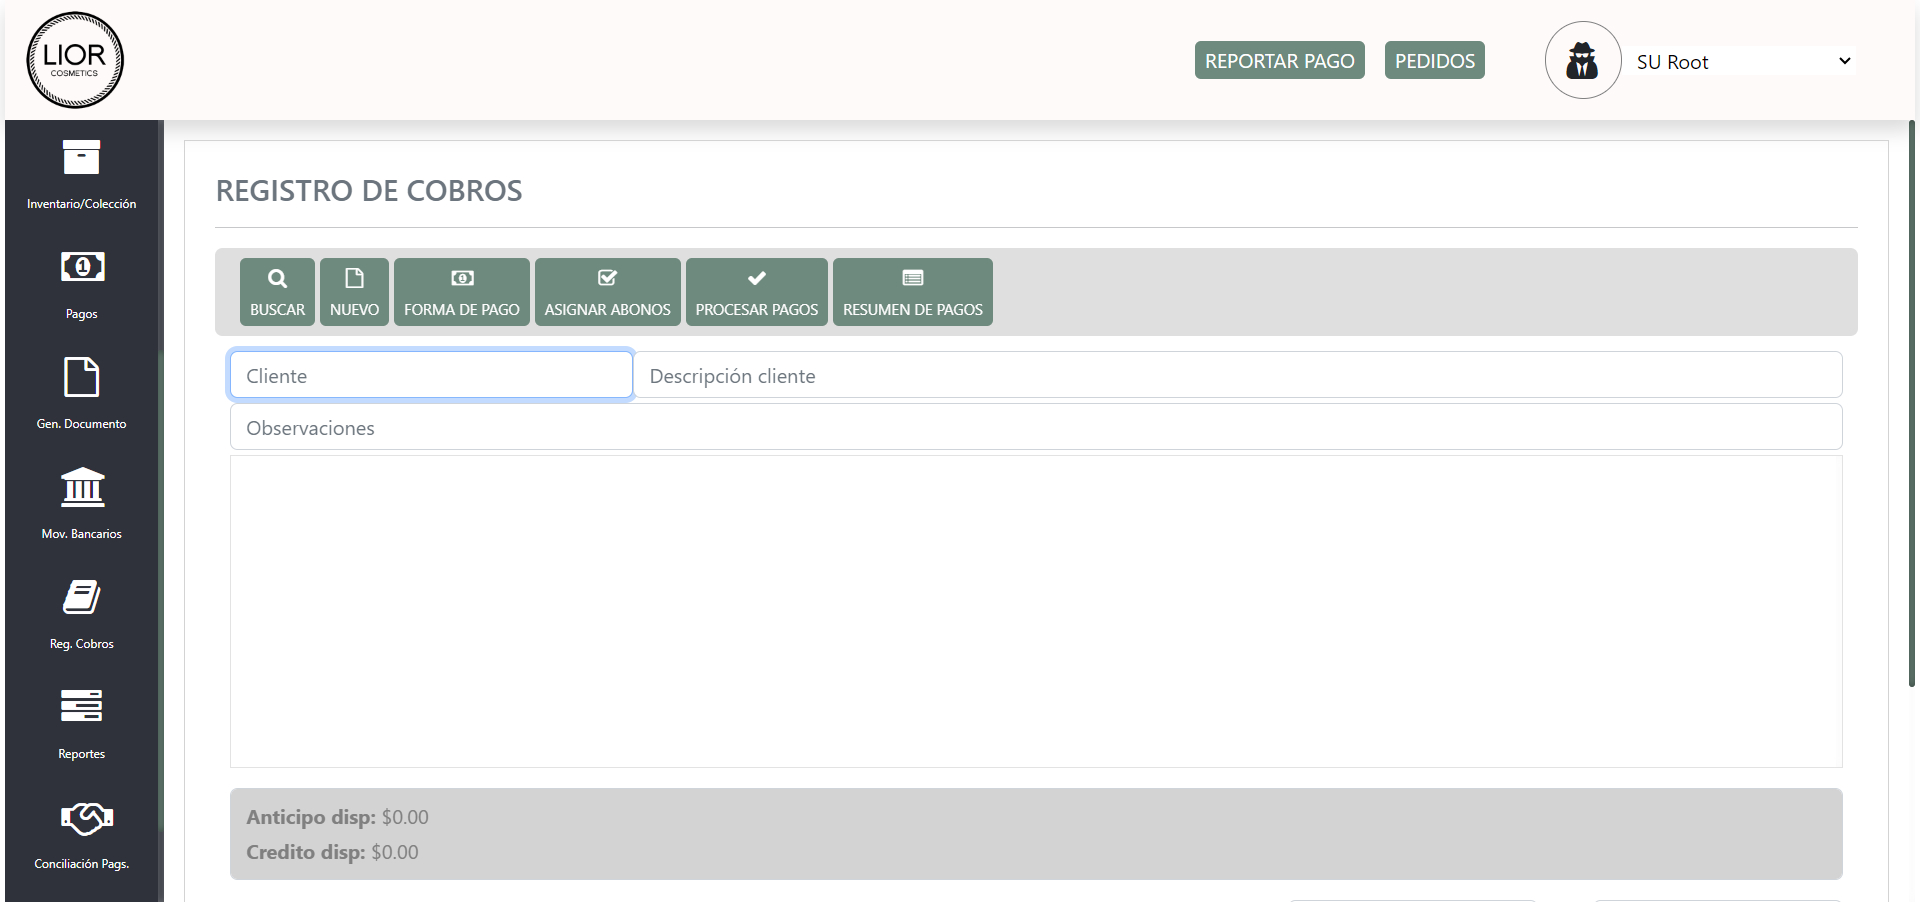 LIOR
COSMETICS
REPORTAR PAGO
PEDIDOS
SU Root
Inventario/Colección
Pagos
Gen. Documento
Mov. Bancarios
Reg. Cobros
Reportes
Conciliación Pags.
REGISTRO DE COBROS
BUSCAR
NUEVO
FORMA DE PAGO
ASIGNAR ABONOS
PROCESAR PAGOS
RESUMEN DE PAGOS
Cliente
Descripción cliente
Observaciones
Anticipo disp: $0.00
Credito disp: $0.00